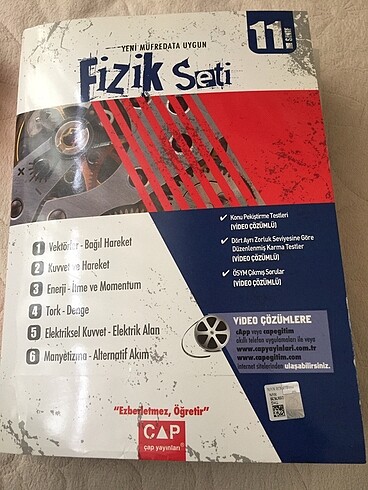 YENİ MÜFREDATA UYGUN
11
SINIF
Fizik Seti
1 Vektörler - Bağıl Hareket
2 Kuvvet ve Hareket
3 Enerji - İtme ve Momentum
4 Tork - Denge
5 Elektriksel Kuvvet - Elektrik Alan
6 Manyetizma - Alternatif Akım
Konu Pekiştirme Testleri
(VİDEO ÇÖZÜMLÜ)
Dört Ayrı Zorluk Seviyesine Göre
Düzenlenmiş Karma Testler
(VİDEO ÇÖZÜMLÜ)
ÖSYM Çıkmış Sorular
(VİDEO ÇÖZÜMLÜ)
VİDEO ÇÖZÜMLERE
cApp veya capegitim
akıllı telefon uygulamaları ile veya
www.capyayinlari.com.tr
www.capegitim.com
internet sitelerinden ulaşabilirsiniz.
"Ezberletmez, Öğretir"
ÇAP
çap yayınları